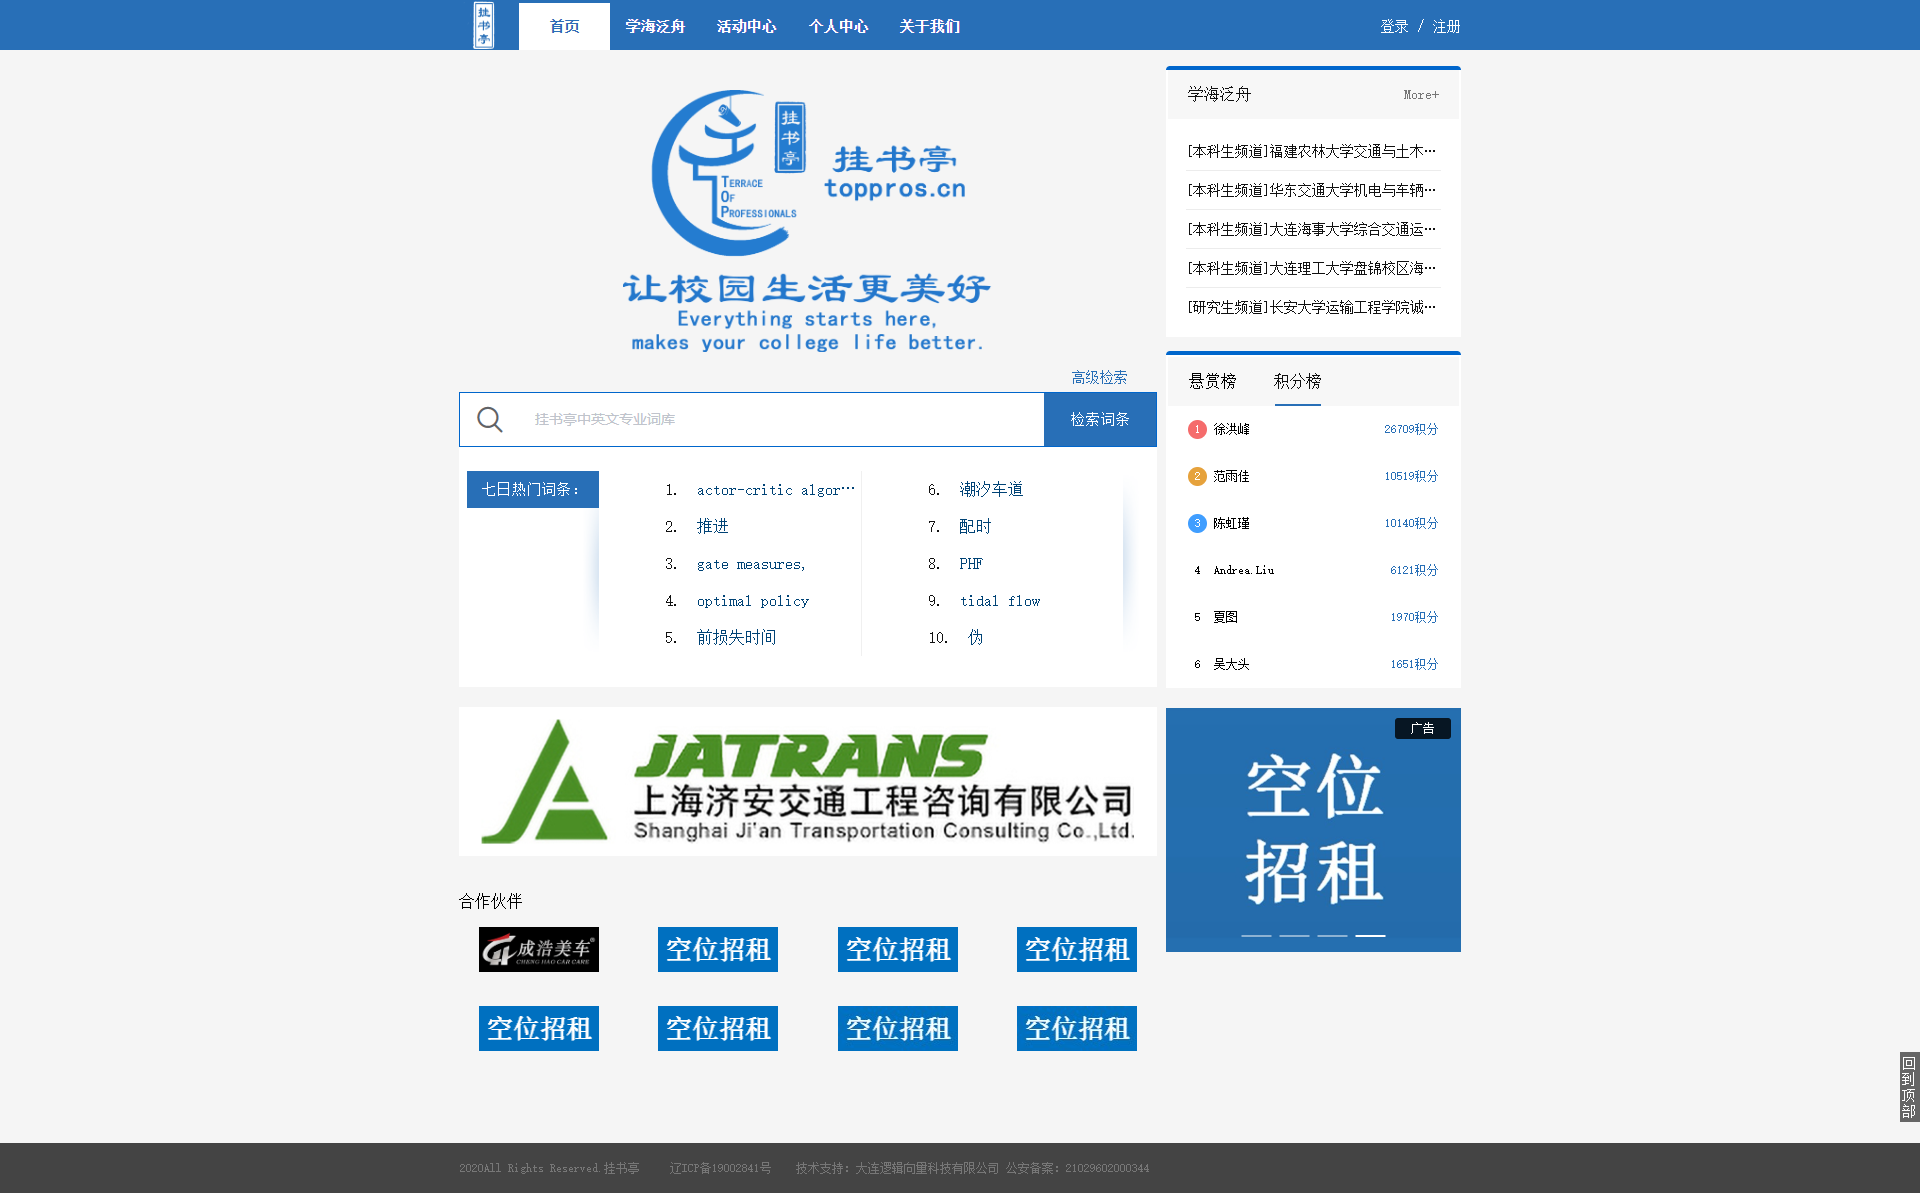 挂书亭
首页 学海泛舟 活动中心 个人中心 关于我们 登录 / 注册
挂书亭
TERRACE
OF
PROFESSIONALS
挂书亭
toppros.cn
让校园生活更美好
Everything starts here,
makes your college life better.
高级检索
挂书亭中英文专业词库 检索词条
七日热门词条：
1. actor-critic algor…
2. 推进
3. gate measures,
4. optimal policy
5. 前损失时间
6. 潮汐车道
7. 配时
8. PHF
9. tidal flow
10. 伪
学海泛舟 More+
[本科生频道]福建农林大学交通与土木…
[本科生频道]华东交通大学机电与车辆…
[本科生频道]大连海事大学综合交通运…
[本科生频道]大连理工大学盘锦校区海…
[研究生频道]长安大学运输工程学院诚…
悬赏榜 积分榜
1 徐洪峰 26709积分
2 范雨佳 10519积分
3 陈虹瑾 10140积分
4 Andrea.Liu 6121积分
5 夏图 1970积分
6 吴大头 1651积分
JATRANS
上海济安交通工程咨询有限公司
Shanghai Ji'an Transportation Consulting Co.,Ltd.
广告
空位
招租
合作伙伴
成浩美车
CHENG HAO CAR CARE
空位招租 空位招租 空位招租
空位招租 空位招租 空位招租 空位招租
回到顶部
2020All Rights Reserved.挂书亭 辽ICP备19002841号 技术支持：大连逻辑向量科技有限公司 公安备案：21029602000344